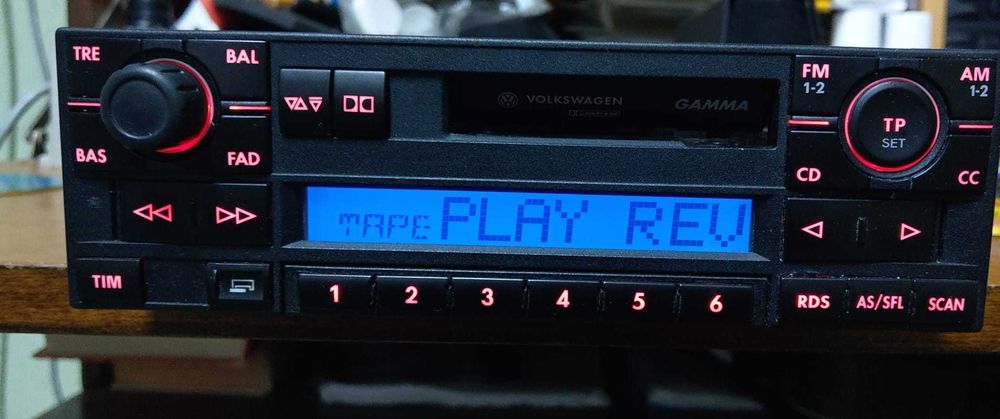 TRE
BAL
BAS
FAD
VOLKSWAGEN
GAMMA
FM
1-2
AM
1-2
TP
SET
CD
CC
TAPE PLAY REV
TIM
1 2 3 4 5 6
RDS AS/SFL SCAN